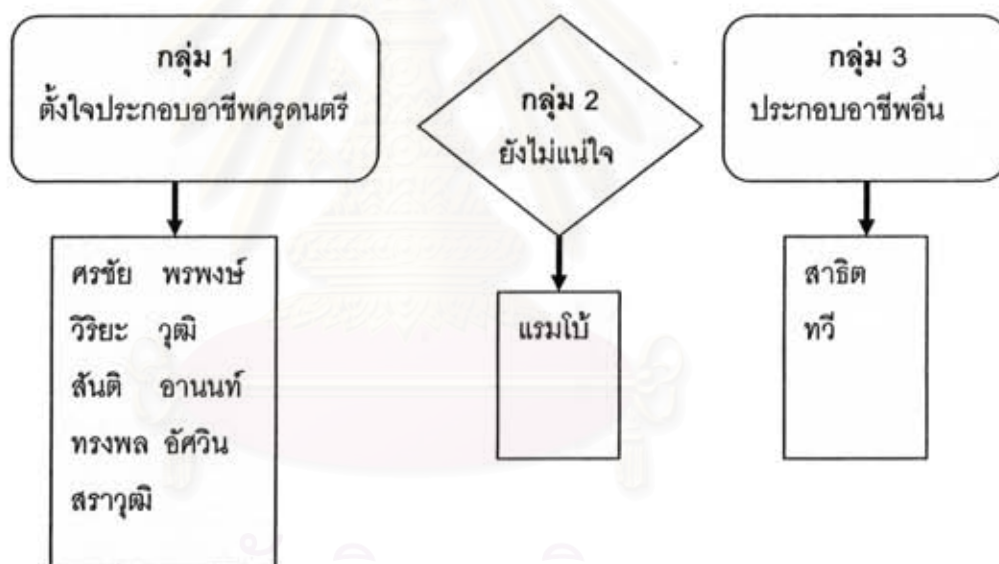 กลุ่ม 1
ตั้งใจประกอบอาชีพครูดนตรี
ศรชัย พรพงษ์
วิริยะ วุฒิ
สันติ อานนท์
ทรงพล อัศวิน
สราวุฒิ
กลุ่ม 2
ยังไม่แน่ใจ
แรมโบ้
กลุ่ม 3
ประกอบอาชีพอื่น
สาธิต
ทวี